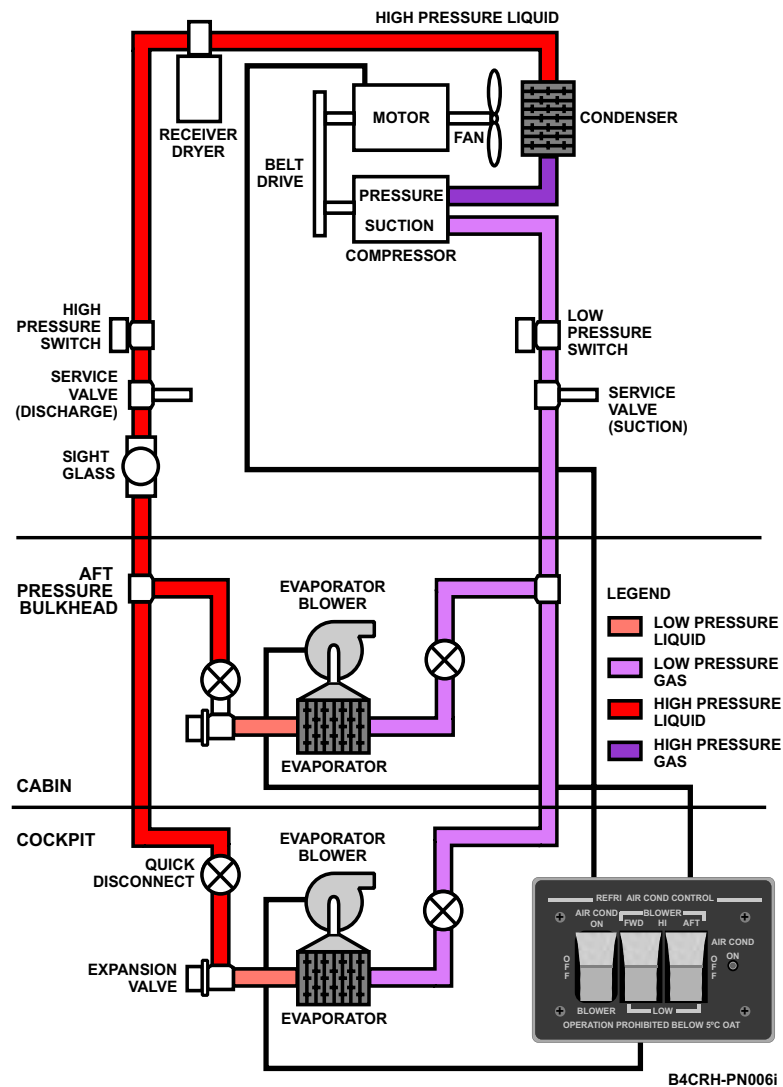 HIGH PRESSURE LIQUID
RECEIVER
DRYER
MOTOR
FAN
CONDENSER
BELT
DRIVE
PRESSURE
SUCTION
COMPRESSOR
HIGH
PRESSURE
SWITCH
LOW
PRESSURE
SWITCH
SERVICE
VALVE
(DISCHARGE)
SERVICE
VALVE
(SUCTION)
SIGHT
GLASS
AFT
PRESSURE
BULKHEAD
EVAPORATOR
BLOWER
EVAPORATOR
LEGEND
LOW PRESSURE
LIQUID
LOW PRESSURE
GAS
HIGH PRESSURE
LIQUID
HIGH PRESSURE
GAS
CABIN
COCKPIT
QUICK
DISCONNECT
EVAPORATOR
BLOWER
EXPANSION
VALVE
EVAPORATOR
REFRI AIR COND CONTROL
AIR COND
ON
BLOWER
FWD HI AFT
AIR COND
ON
OFF
OFF
BLOWER
LOW
OPERATION PROHIBITED BELOW 5ºC OAT
B4CRH-PN006i